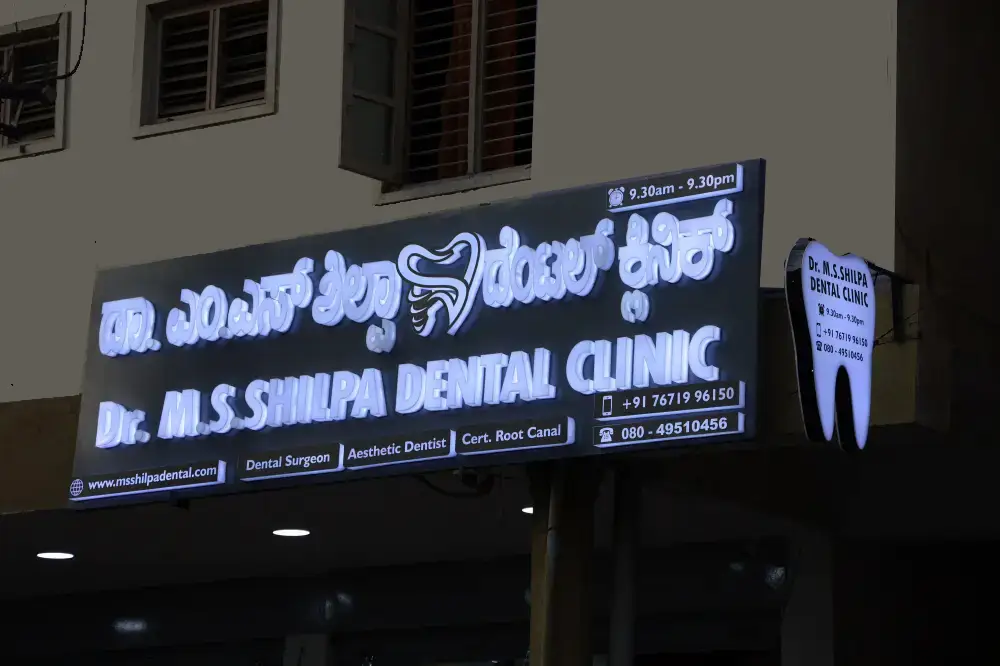 9.30am - 9.30pm
ಡಾ. ಎಂ.ಎಸ್ ಶಿಲ್ಪಾ ದೆಂಟಲ್ ಕ್ಲಿನಿಕ್
Dr. M.S.SHILPA DENTAL CLINIC
+91 76719 96150
080 - 49510456
www.msshilpadental.com
Dental Surgeon
Aesthetic Dentist
Cert. Root Canal
Dr. M.S.SHILPA
DENTAL CLINIC
9.30am - 9.30pm
+91 76719 96150
080 - 49510456